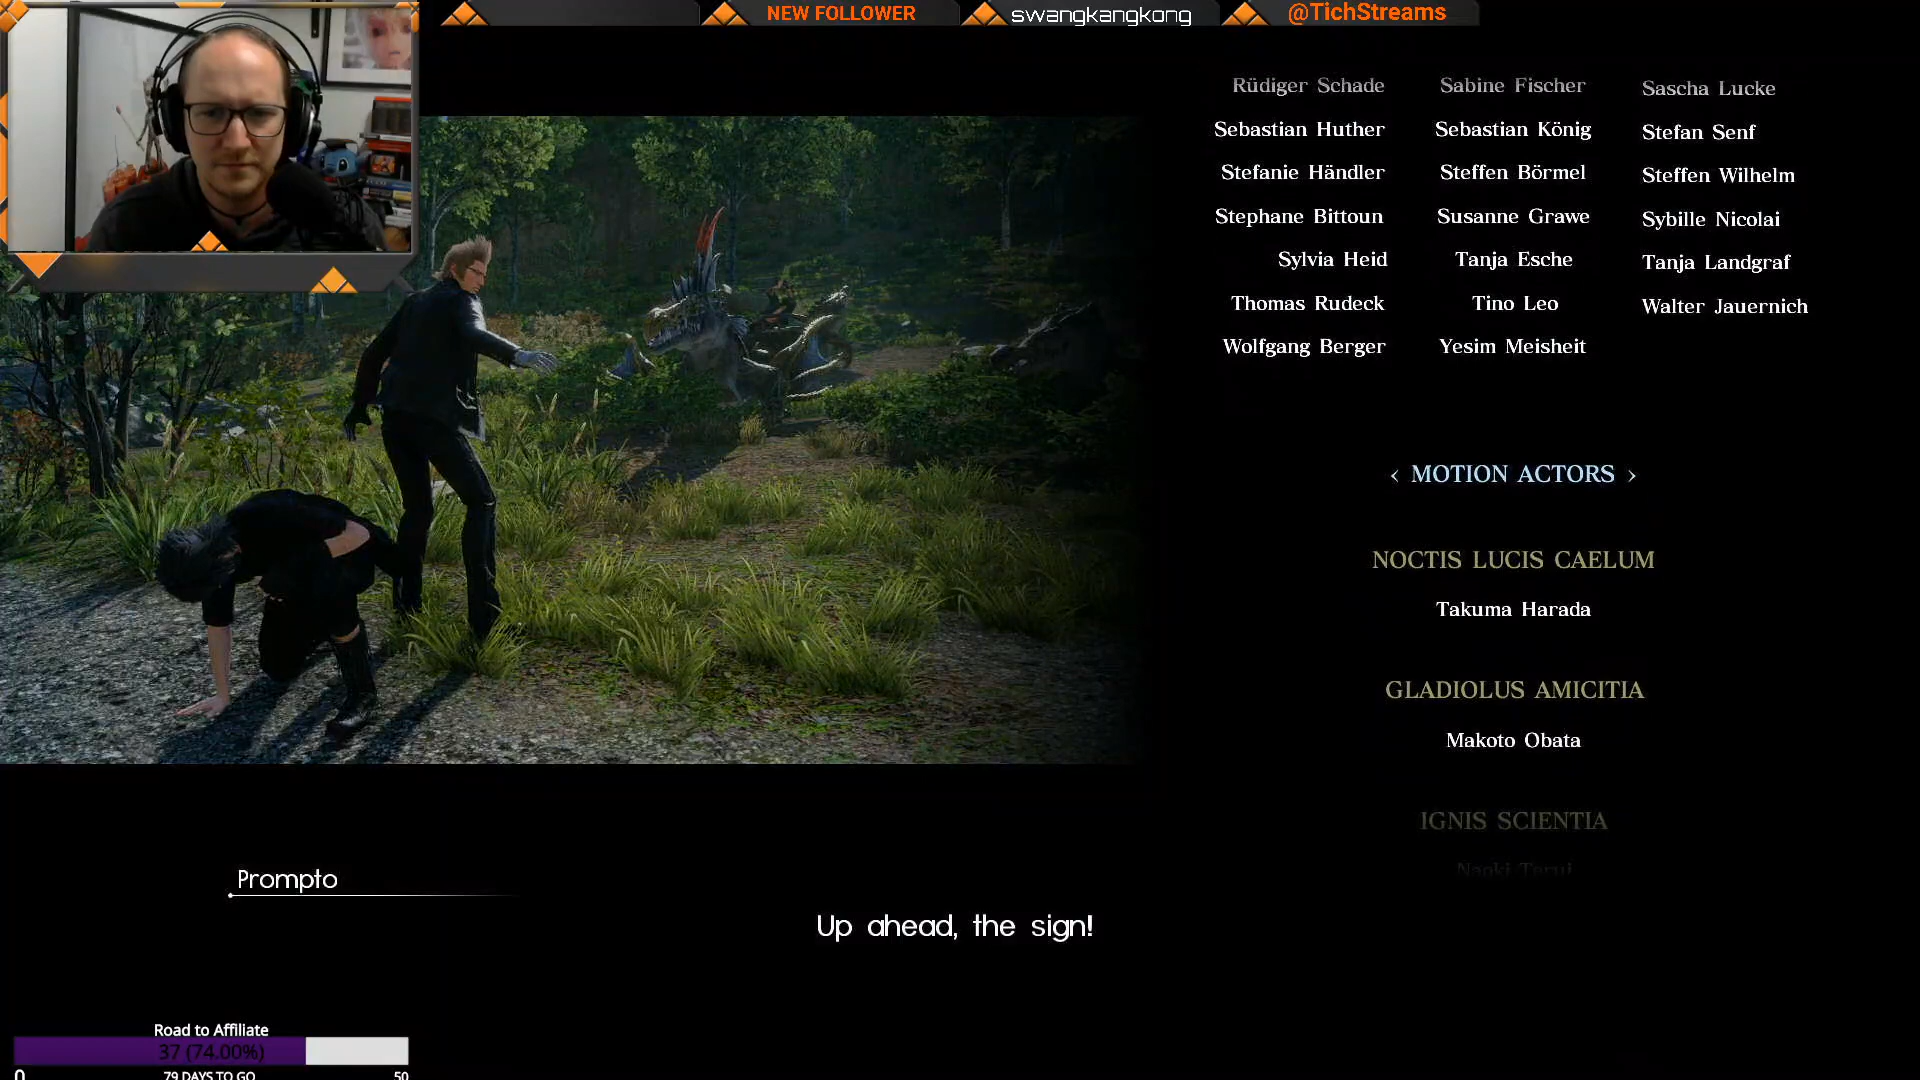 NEW FOLLOWER
swangkangkong
@TichStreams
Rüdiger Schade
Sabine Fischer
Sascha Lucke
Sebastian Huther
Sebastian König
Stefan Senf
Stefanie Händler
Steffen Börmel
Steffen Wilhelm
Stephane Bittoun
Susanne Grawe
Sybille Nicolai
Sylvia Heid
Tanja Esche
Tanja Landgraf
Thomas Rudeck
Tino Leo
Walter Jauernich
Wolfgang Berger
Yesim Meisheit
‹ MOTION ACTORS ›
NOCTIS LUCIS CAELUM
Takuma Harada
GLADIOLUS AMICITIA
Makoto Obata
IGNIS SCIENTIA
Naoki Terui
Prompto
Up ahead, the sign!
Road to Affiliate
37 (74.00%)
0
79 DAYS TO GO
50